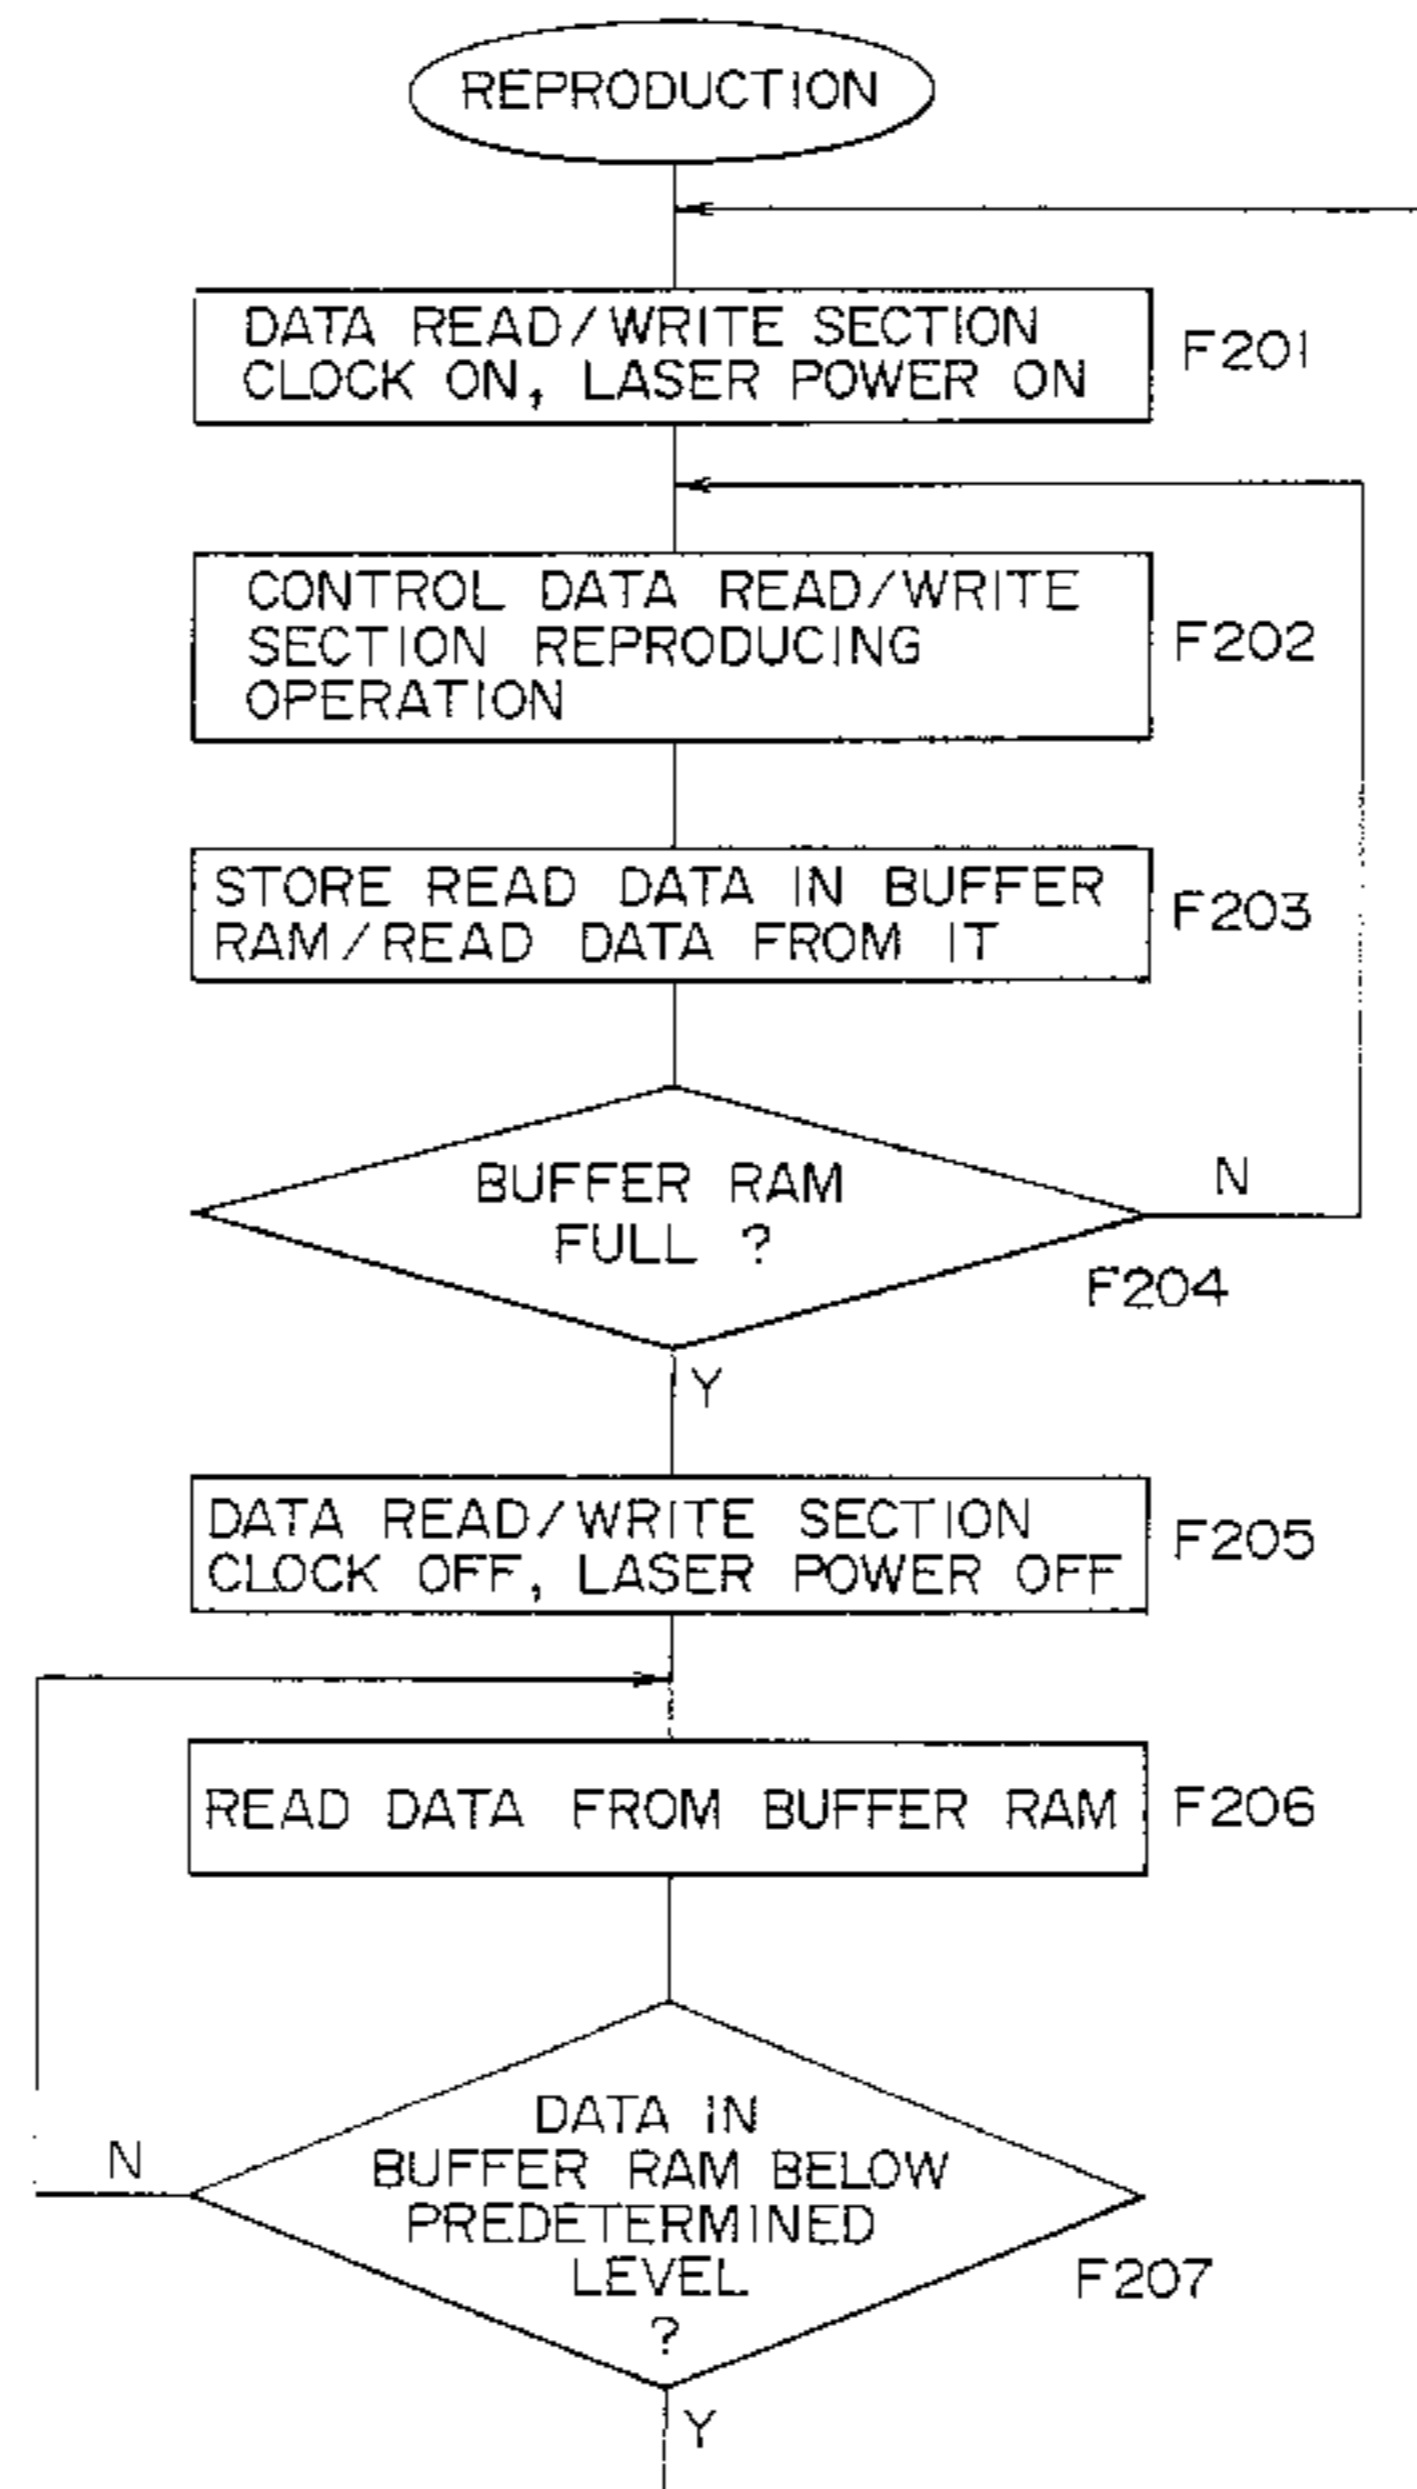 REPRODUCTION
DATA READ/WRITE SECTION
CLOCK ON, LASER POWER ON
F201
CONTROL DATA READ/WRITE
SECTION REPRODUCING
OPERATION
F202
STORE READ DATA IN BUFFER
RAM/READ DATA FROM IT
F203
BUFFER RAM
FULL ?
N
F204
Y
DATA READ/WRITE SECTION
CLOCK OFF, LASER POWER OFF
F205
READ DATA FROM BUFFER RAM
F206
DATA IN
BUFFER RAM BELOW
PREDETERMINED
LEVEL
?
N
F207
Y